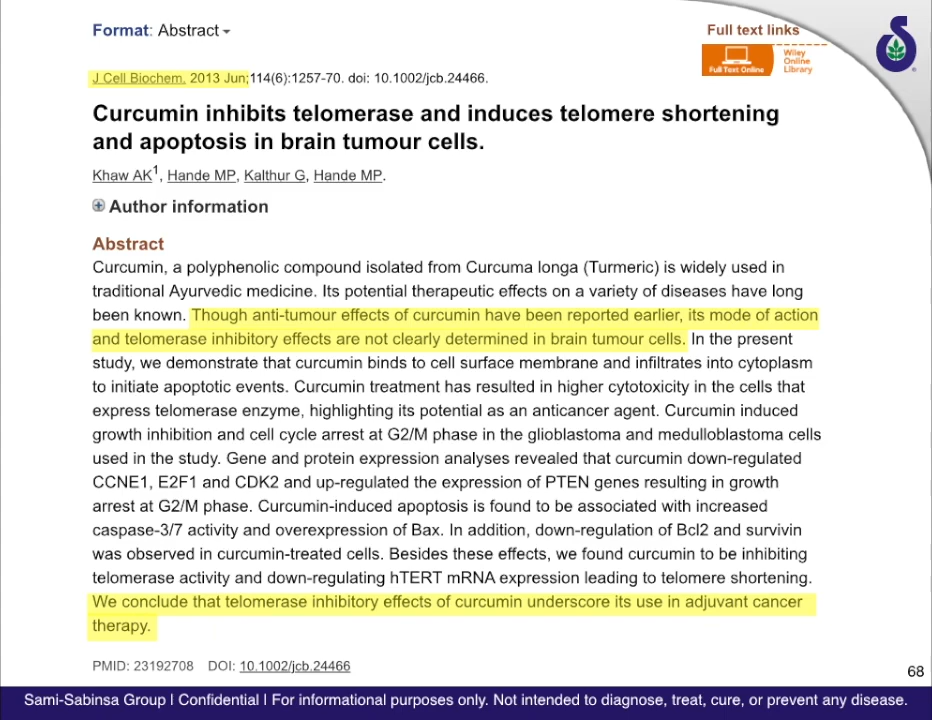 Format: Abstract
Full text links
Full Text Online
Wiley
Online
Library
J Cell Biochem. 2013 Jun;114(6):1257-70. doi: 10.1002/jcb.24466.
Curcumin inhibits telomerase and induces telomere shortening
and apoptosis in brain tumour cells.
Khaw AK1, Hande MP, Kalthur G, Hande MP.
Author information
Abstract
Curcumin, a polyphenolic compound isolated from Curcuma longa (Turmeric) is widely used in
traditional Ayurvedic medicine. Its potential therapeutic effects on a variety of diseases have long
been known. Though anti-tumour effects of curcumin have been reported earlier, its mode of action
and telomerase inhibitory effects are not clearly determined in brain tumour cells. In the present
study, we demonstrate that curcumin binds to cell surface membrane and infiltrates into cytoplasm
to initiate apoptotic events. Curcumin treatment has resulted in higher cytotoxicity in the cells that
express telomerase enzyme, highlighting its potential as an anticancer agent. Curcumin induced
growth inhibition and cell cycle arrest at G2/M phase in the glioblastoma and medulloblastoma cells
used in the study. Gene and protein expression analyses revealed that curcumin down-regulated
CCNE1, E2F1 and CDK2 and up-regulated the expression of PTEN genes resulting in growth
arrest at G2/M phase. Curcumin-induced apoptosis is found to be associated with increased
caspase-3/7 activity and overexpression of Bax. In addition, down-regulation of Bcl2 and survivin
was observed in curcumin-treated cells. Besides these effects, we found curcumin to be inhibiting
telomerase activity and down-regulating hTERT mRNA expression leading to telomere shortening.
We conclude that telomerase inhibitory effects of curcumin underscore its use in adjuvant cancer
therapy.
PMID: 23192708 DOI: 10.1002/jcb.24466
68
Sami-Sabinsa Group | Confidential | For informational purposes only. Not intended to diagnose, treat, cure, or prevent any disease.